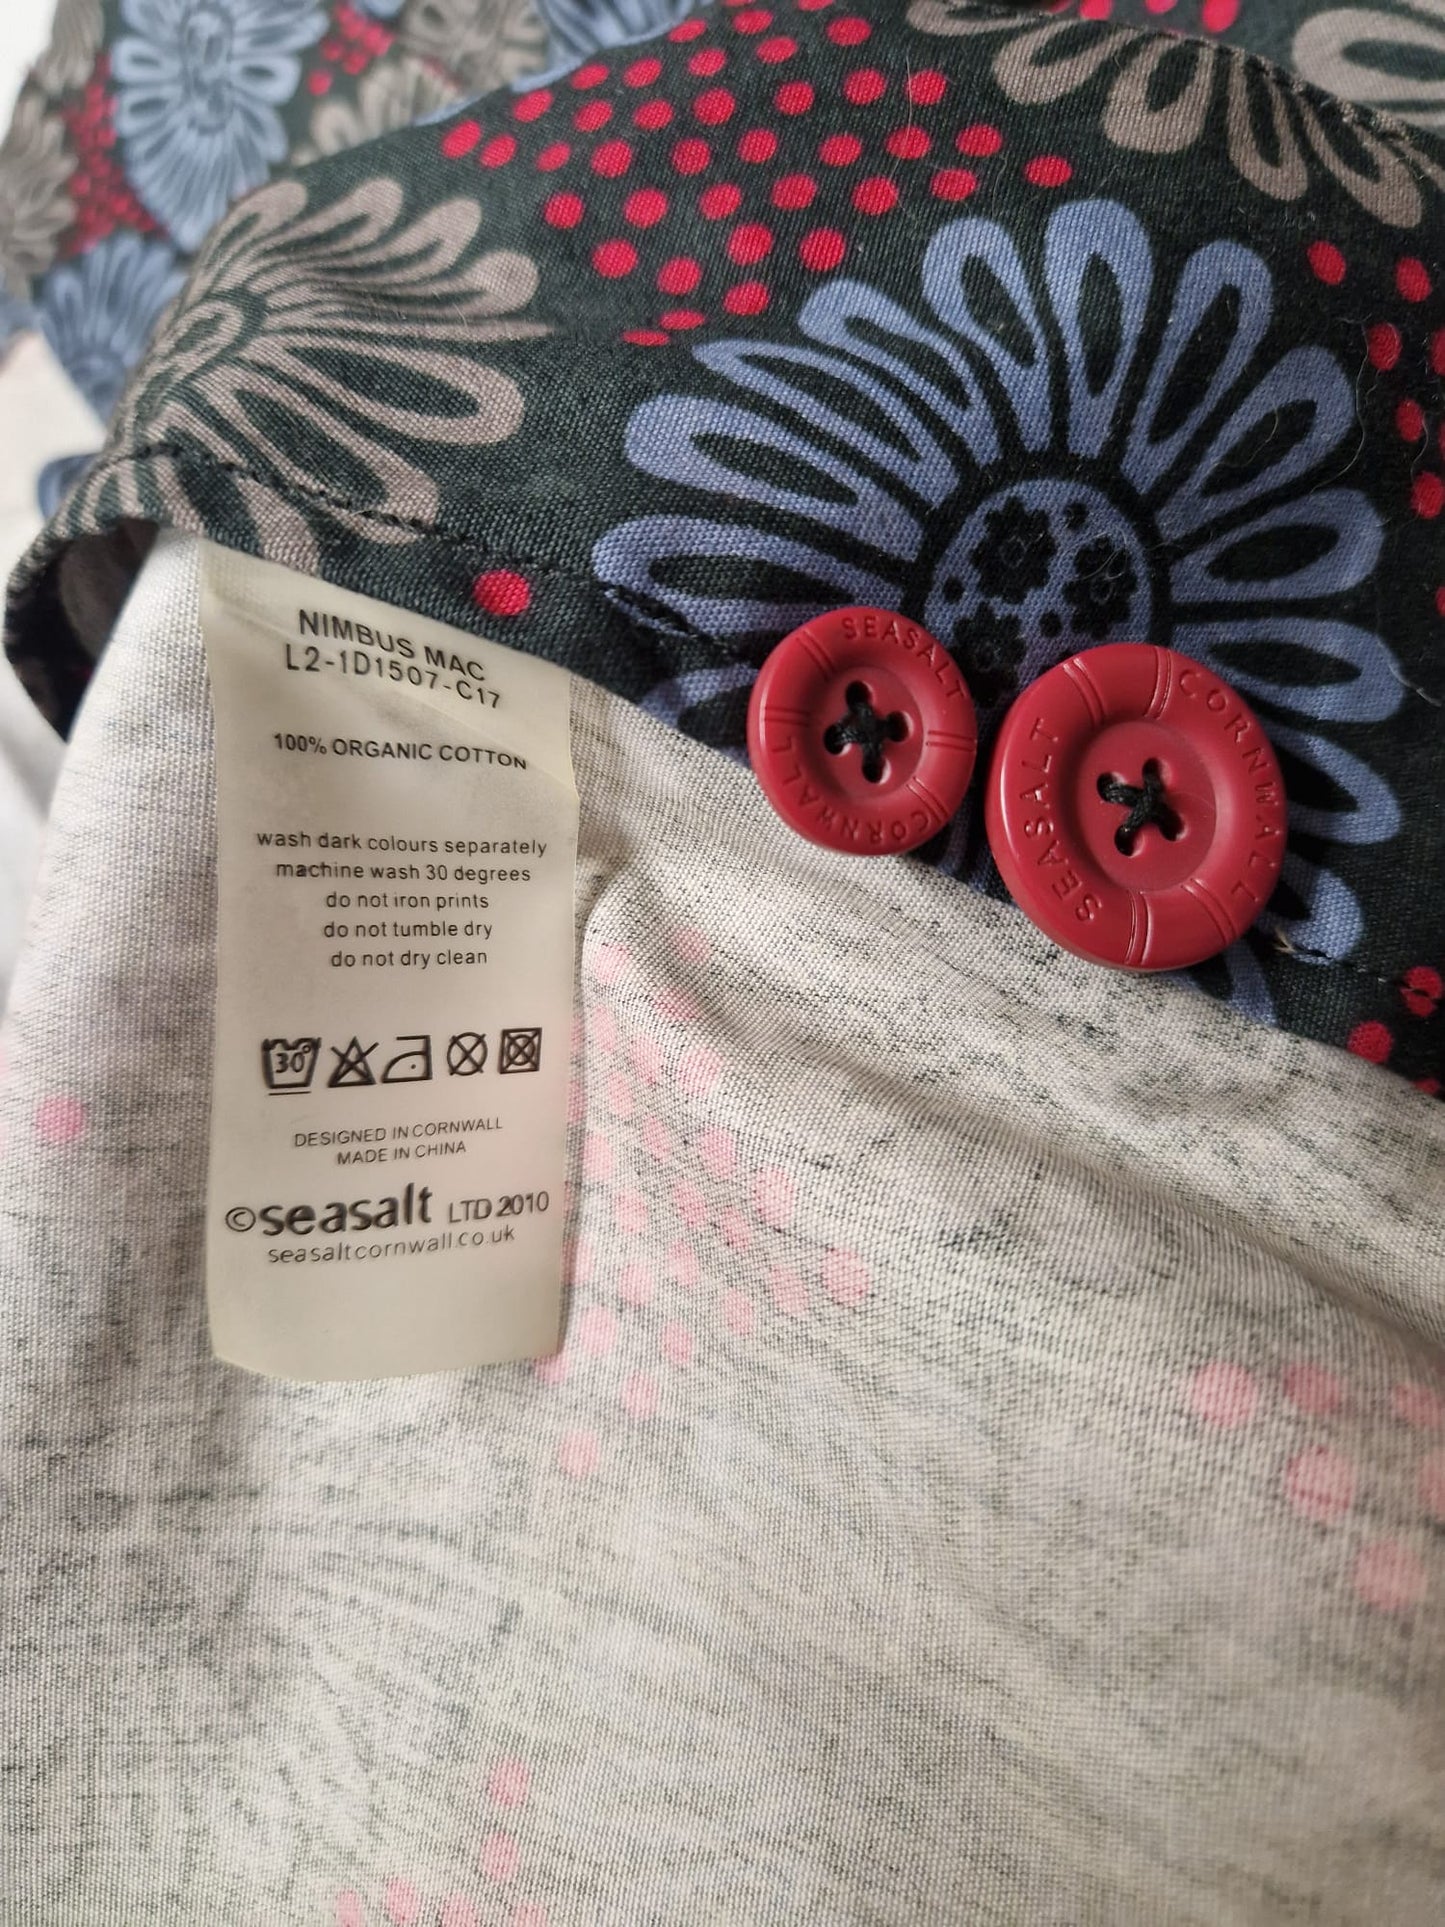 NIMBUS MAC
L2-1D1507-C17
100% ORGANIC COTTON
wash dark colours separately
machine wash 30 degrees
do not iron prints
do not tumble dry
do not dry clean
30°
DESIGNED IN CORNWALL
MADE IN CHINA
©seasalt LTD 2010
seasaltcornwall.co.uk
SEASALT
CORNWALL
SEASALT
CORNWALL